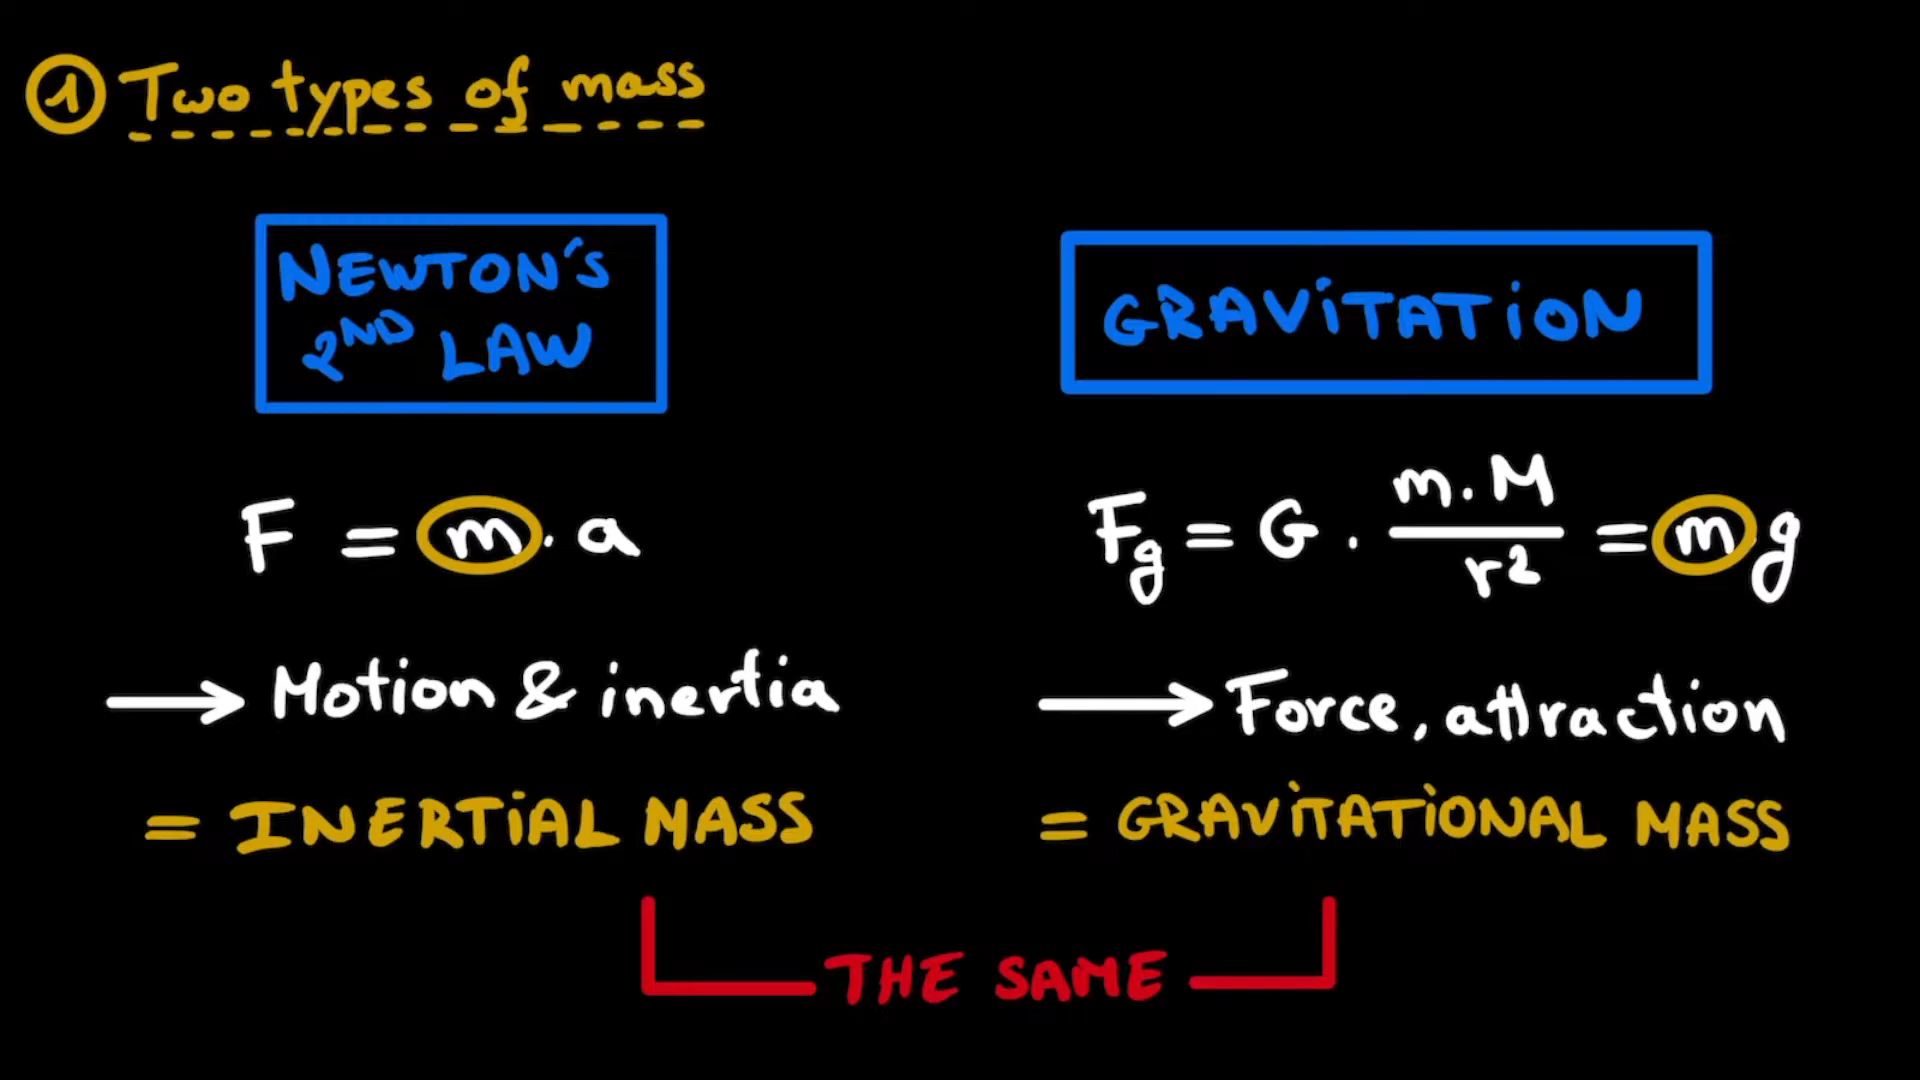 1 Two types of mass
NEWTON'S
2ND LAW
GRAVITATION
F = m . a
Fg = G . m . M / r² = m g
→ Motion & inertia
→ Force, attraction
= INERTIAL MASS
= GRAVITATIONAL MASS
THE SAME